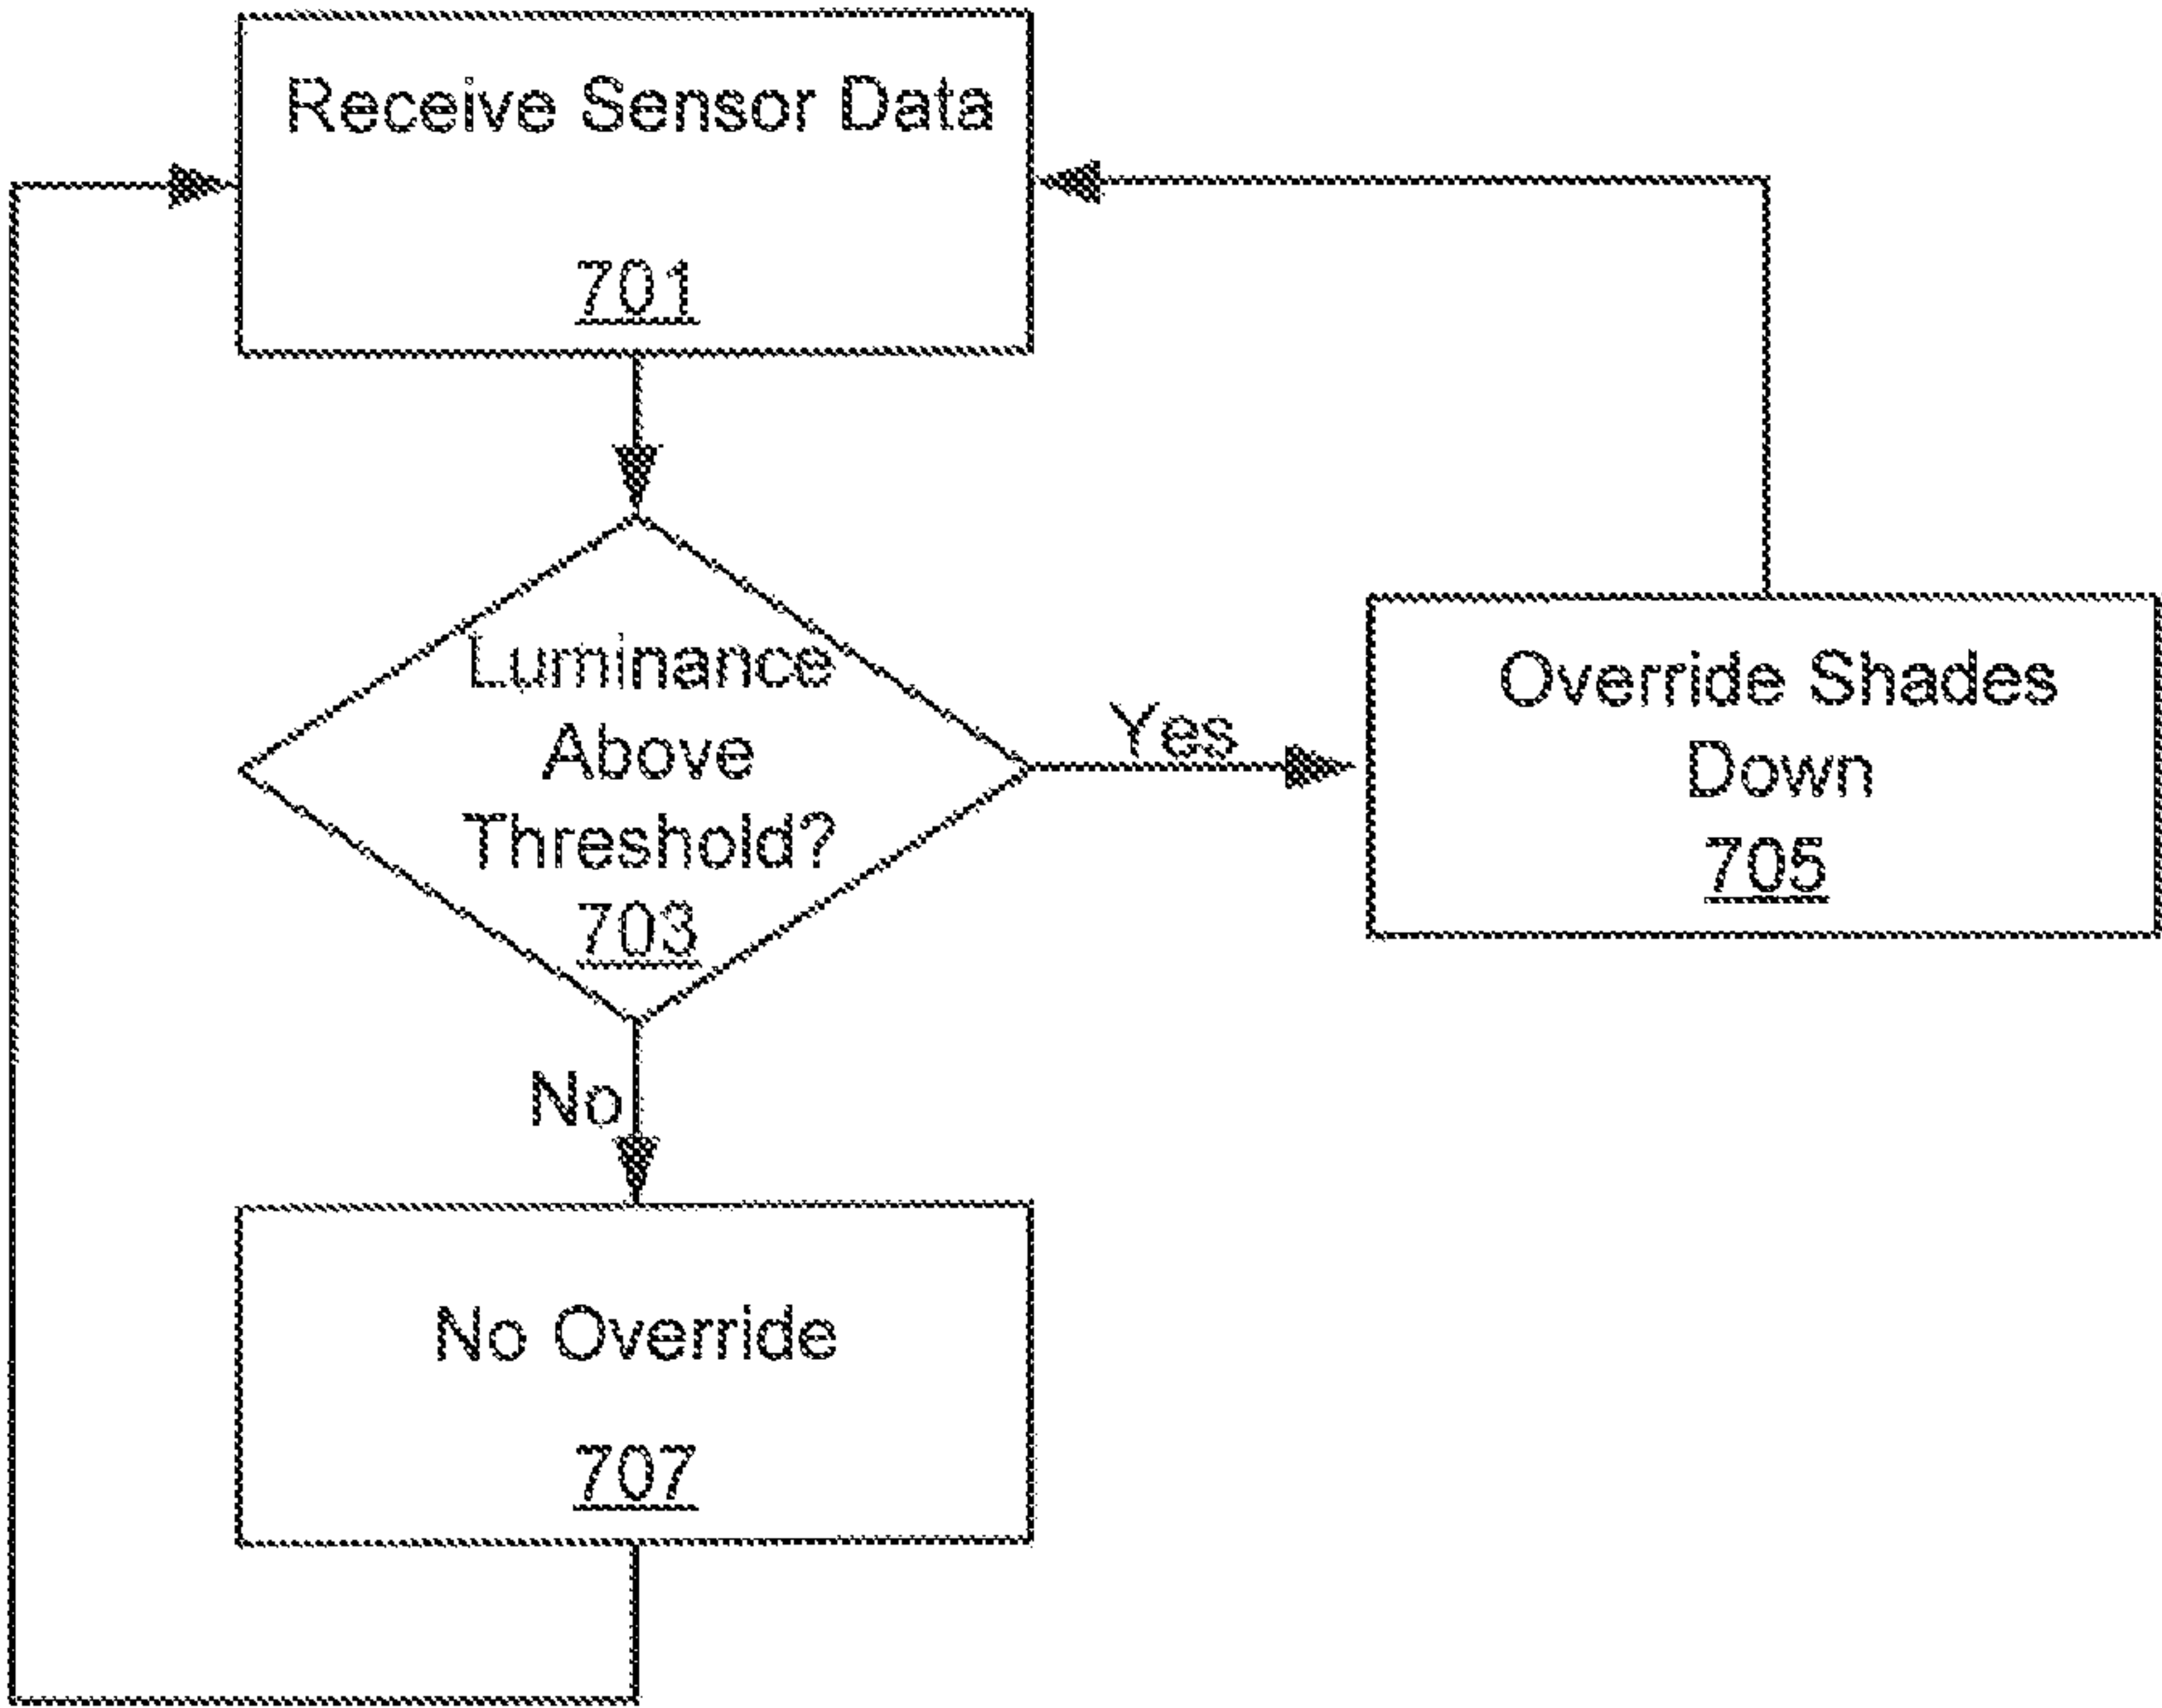 Receive Sensor Data
701
Luminance
Above
Threshold?
703
Yes
Override Shades
Down
705
No
No Override
707